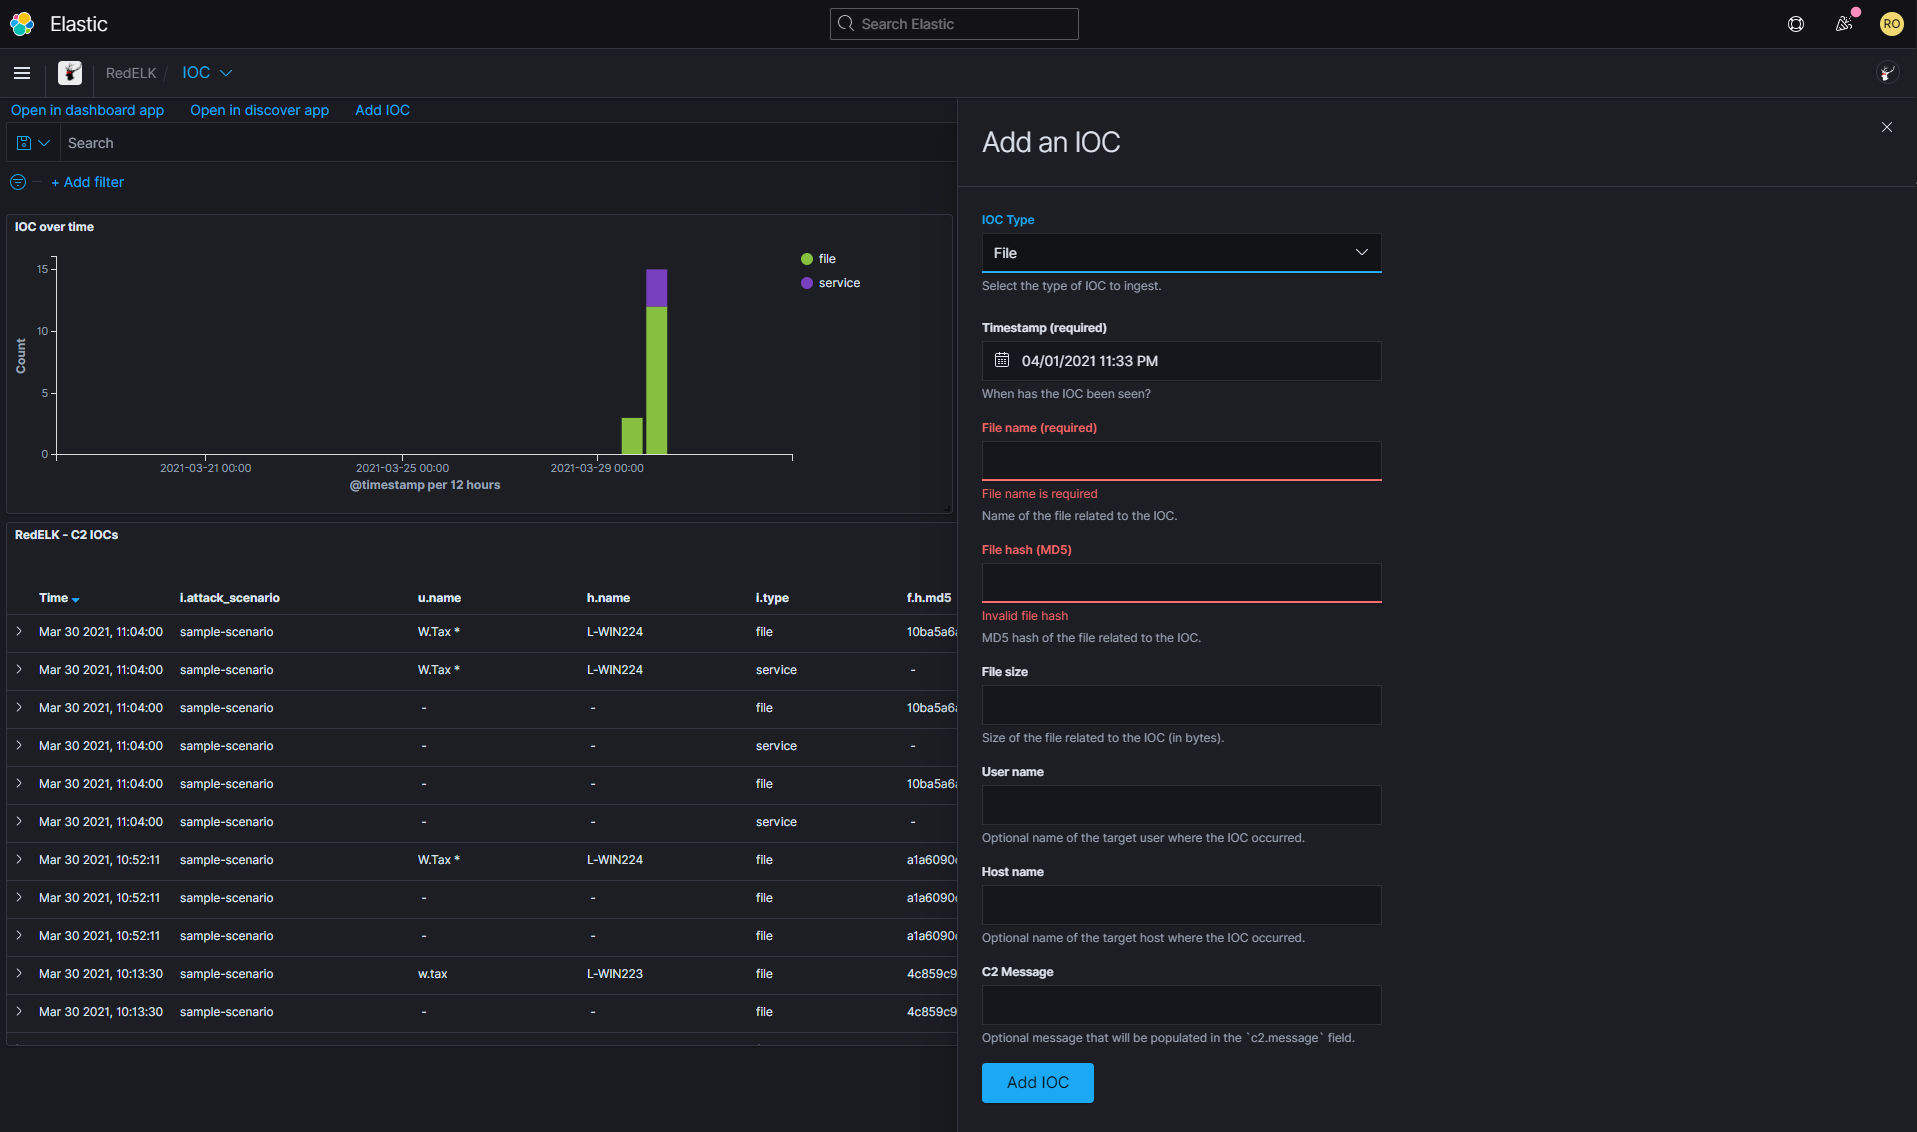 Elastic
Search Elastic
RO
RedELK / IOC
Open in dashboard app Open in discover app Add IOC
Search
+ Add filter
IOC over time
15
10
5
0
Count
2021-03-21 00:00 2021-03-25 00:00 2021-03-29 00:00
@timestamp per 12 hours
file
service
RedELK - C2 IOCs
Time i.attack_scenario u.name h.name i.type f.h.md5
Mar 30 2021, 11:04:00 sample-scenario W.Tax * L-WIN224 file 10ba5a6
Mar 30 2021, 11:04:00 sample-scenario W.Tax * L-WIN224 service -
Mar 30 2021, 11:04:00 sample-scenario - - file 10ba5a6
Mar 30 2021, 11:04:00 sample-scenario - - service -
Mar 30 2021, 11:04:00 sample-scenario - - file 10ba5a6
Mar 30 2021, 11:04:00 sample-scenario - - service -
Mar 30 2021, 10:52:11 sample-scenario W.Tax * L-WIN224 file a1a6090
Mar 30 2021, 10:52:11 sample-scenario - - file a1a6090
Mar 30 2021, 10:52:11 sample-scenario - - file a1a6090
Mar 30 2021, 10:13:30 sample-scenario w.tax L-WIN223 file 4c859c9
Mar 30 2021, 10:13:30 sample-scenario - - file 4c859c9
Add an IOC
IOC Type
File
Select the type of IOC to ingest.
Timestamp (required)
04/01/2021 11:33 PM
When has the IOC been seen?
File name (required)
File name is required
Name of the file related to the IOC.
File hash (MD5)
Invalid file hash
MD5 hash of the file related to the IOC.
File size
Size of the file related to the IOC (in bytes).
User name
Optional name of the target user where the IOC occurred.
Host name
Optional name of the target host where the IOC occurred.
C2 Message
Optional message that will be populated in the `c2.message` field.
Add IOC